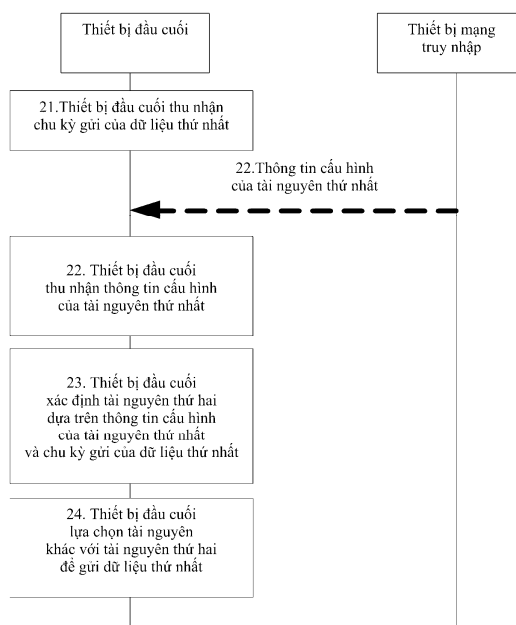 Thiết bị đầu cuối
Thiết bị mạng
truy nhập
21.Thiết bị đầu cuối thu nhận
chu kỳ gửi của dữ liệu thứ nhất
22.Thông tin cấu hình
của tài nguyên thứ nhất
22. Thiết bị đầu cuối
thu nhận thông tin cấu hình
của tài nguyên thứ nhất
23. Thiết bị đầu cuối
xác định tài nguyên thứ hai
dựa trên thông tin cấu hình
của tài nguyên thứ nhất
và chu kỳ gửi của dữ liệu thứ nhất
24. Thiết bị đầu cuối
lựa chọn tài nguyên
khác với tài nguyên thứ hai
để gửi dữ liệu thứ nhất